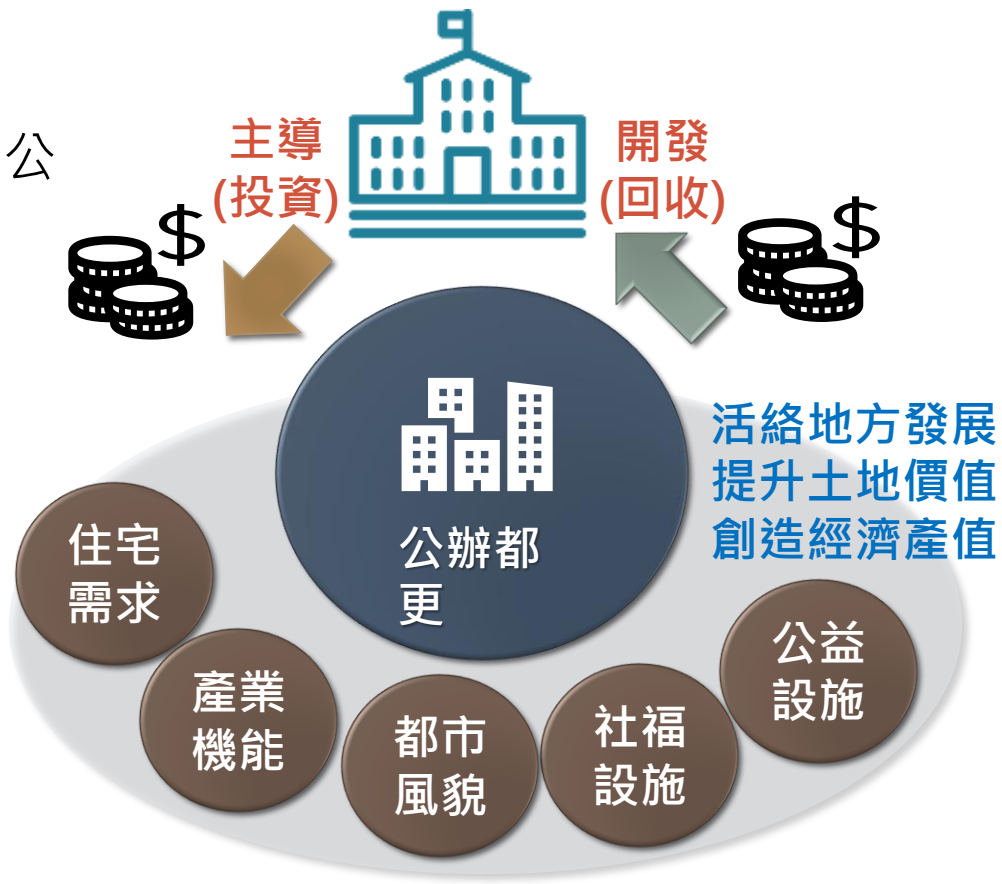 公
主導
(投資)
開發
(回收)
$
$
公辦都
更
活絡地方發展
提升土地價值
創造經濟產值
住宅
需求
產業
機能
都市
風貌
社福
設施
公益
設施